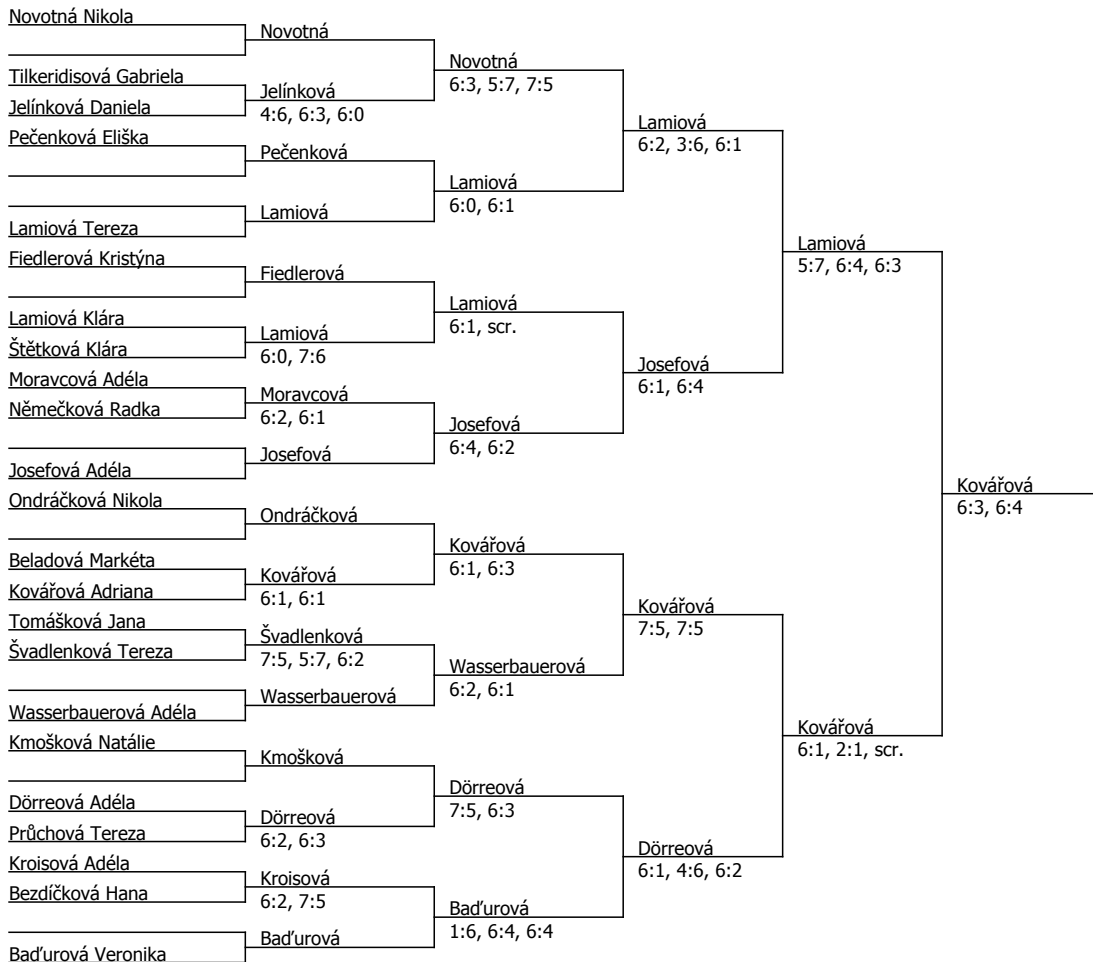 Novotná Nikola
Novotná
Novotná
6:3, 5:7, 7:5
Tilkeridisová Gabriela
Jelínková
4:6, 6:3, 6:0
Jelínková Daniela
Lamiová
6:2, 3:6, 6:1
Pečenková Eliška
Pečenková
Lamiová
6:0, 6:1
Lamiová
Lamiová Tereza
Lamiová
5:7, 6:4, 6:3
Fiedlerová Kristýna
Fiedlerová
Lamiová
6:1, scr.
Lamiová Klára
Lamiová
6:0, 7:6
Štětková Klára
Josefová
6:1, 6:4
Moravcová Adéla
Moravcová
6:2, 6:1
Němečková Radka
Josefová
6:4, 6:2
Josefová
Josefová Adéla
Kovářová
6:3, 6:4
Ondráčková Nikola
Ondráčková
Kovářová
6:1, 6:3
Beladová Markéta
Kovářová
6:1, 6:1
Kovářová Adriana
Kovářová
7:5, 7:5
Tomášková Jana
Švadlenková
7:5, 5:7, 6:2
Švadlenková Tereza
Wasserbauerová
6:2, 6:1
Wasserbauerová
Wasserbauerová Adéla
Kovářová
6:1, 2:1, scr.
Kmošková Natálie
Kmošková
Dörreová
7:5, 6:3
Dörreová Adéla
Dörreová
6:2, 6:3
Průchová Tereza
Dörreová
6:1, 4:6, 6:2
Kroisová Adéla
Kroisová
6:2, 7:5
Bezdíčková Hana
Baďurová
1:6, 6:4, 6:4
Baďurová
Baďurová Veronika